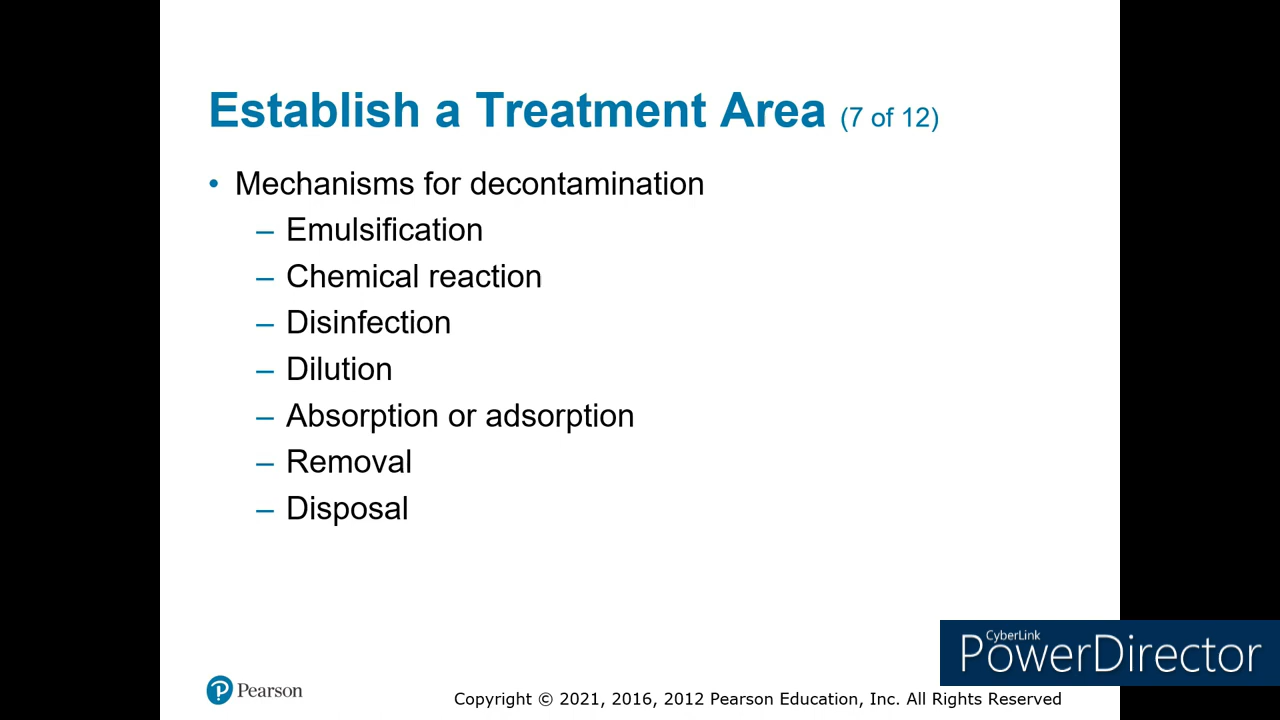 Establish a Treatment Area (7 of 12)
• Mechanisms for decontamination
– Emulsification
– Chemical reaction
– Disinfection
– Dilution
– Absorption or adsorption
– Removal
– Disposal
CyberLink
PowerDirector
Pearson
Copyright © 2021, 2016, 2012 Pearson Education, Inc. All Rights Reserved